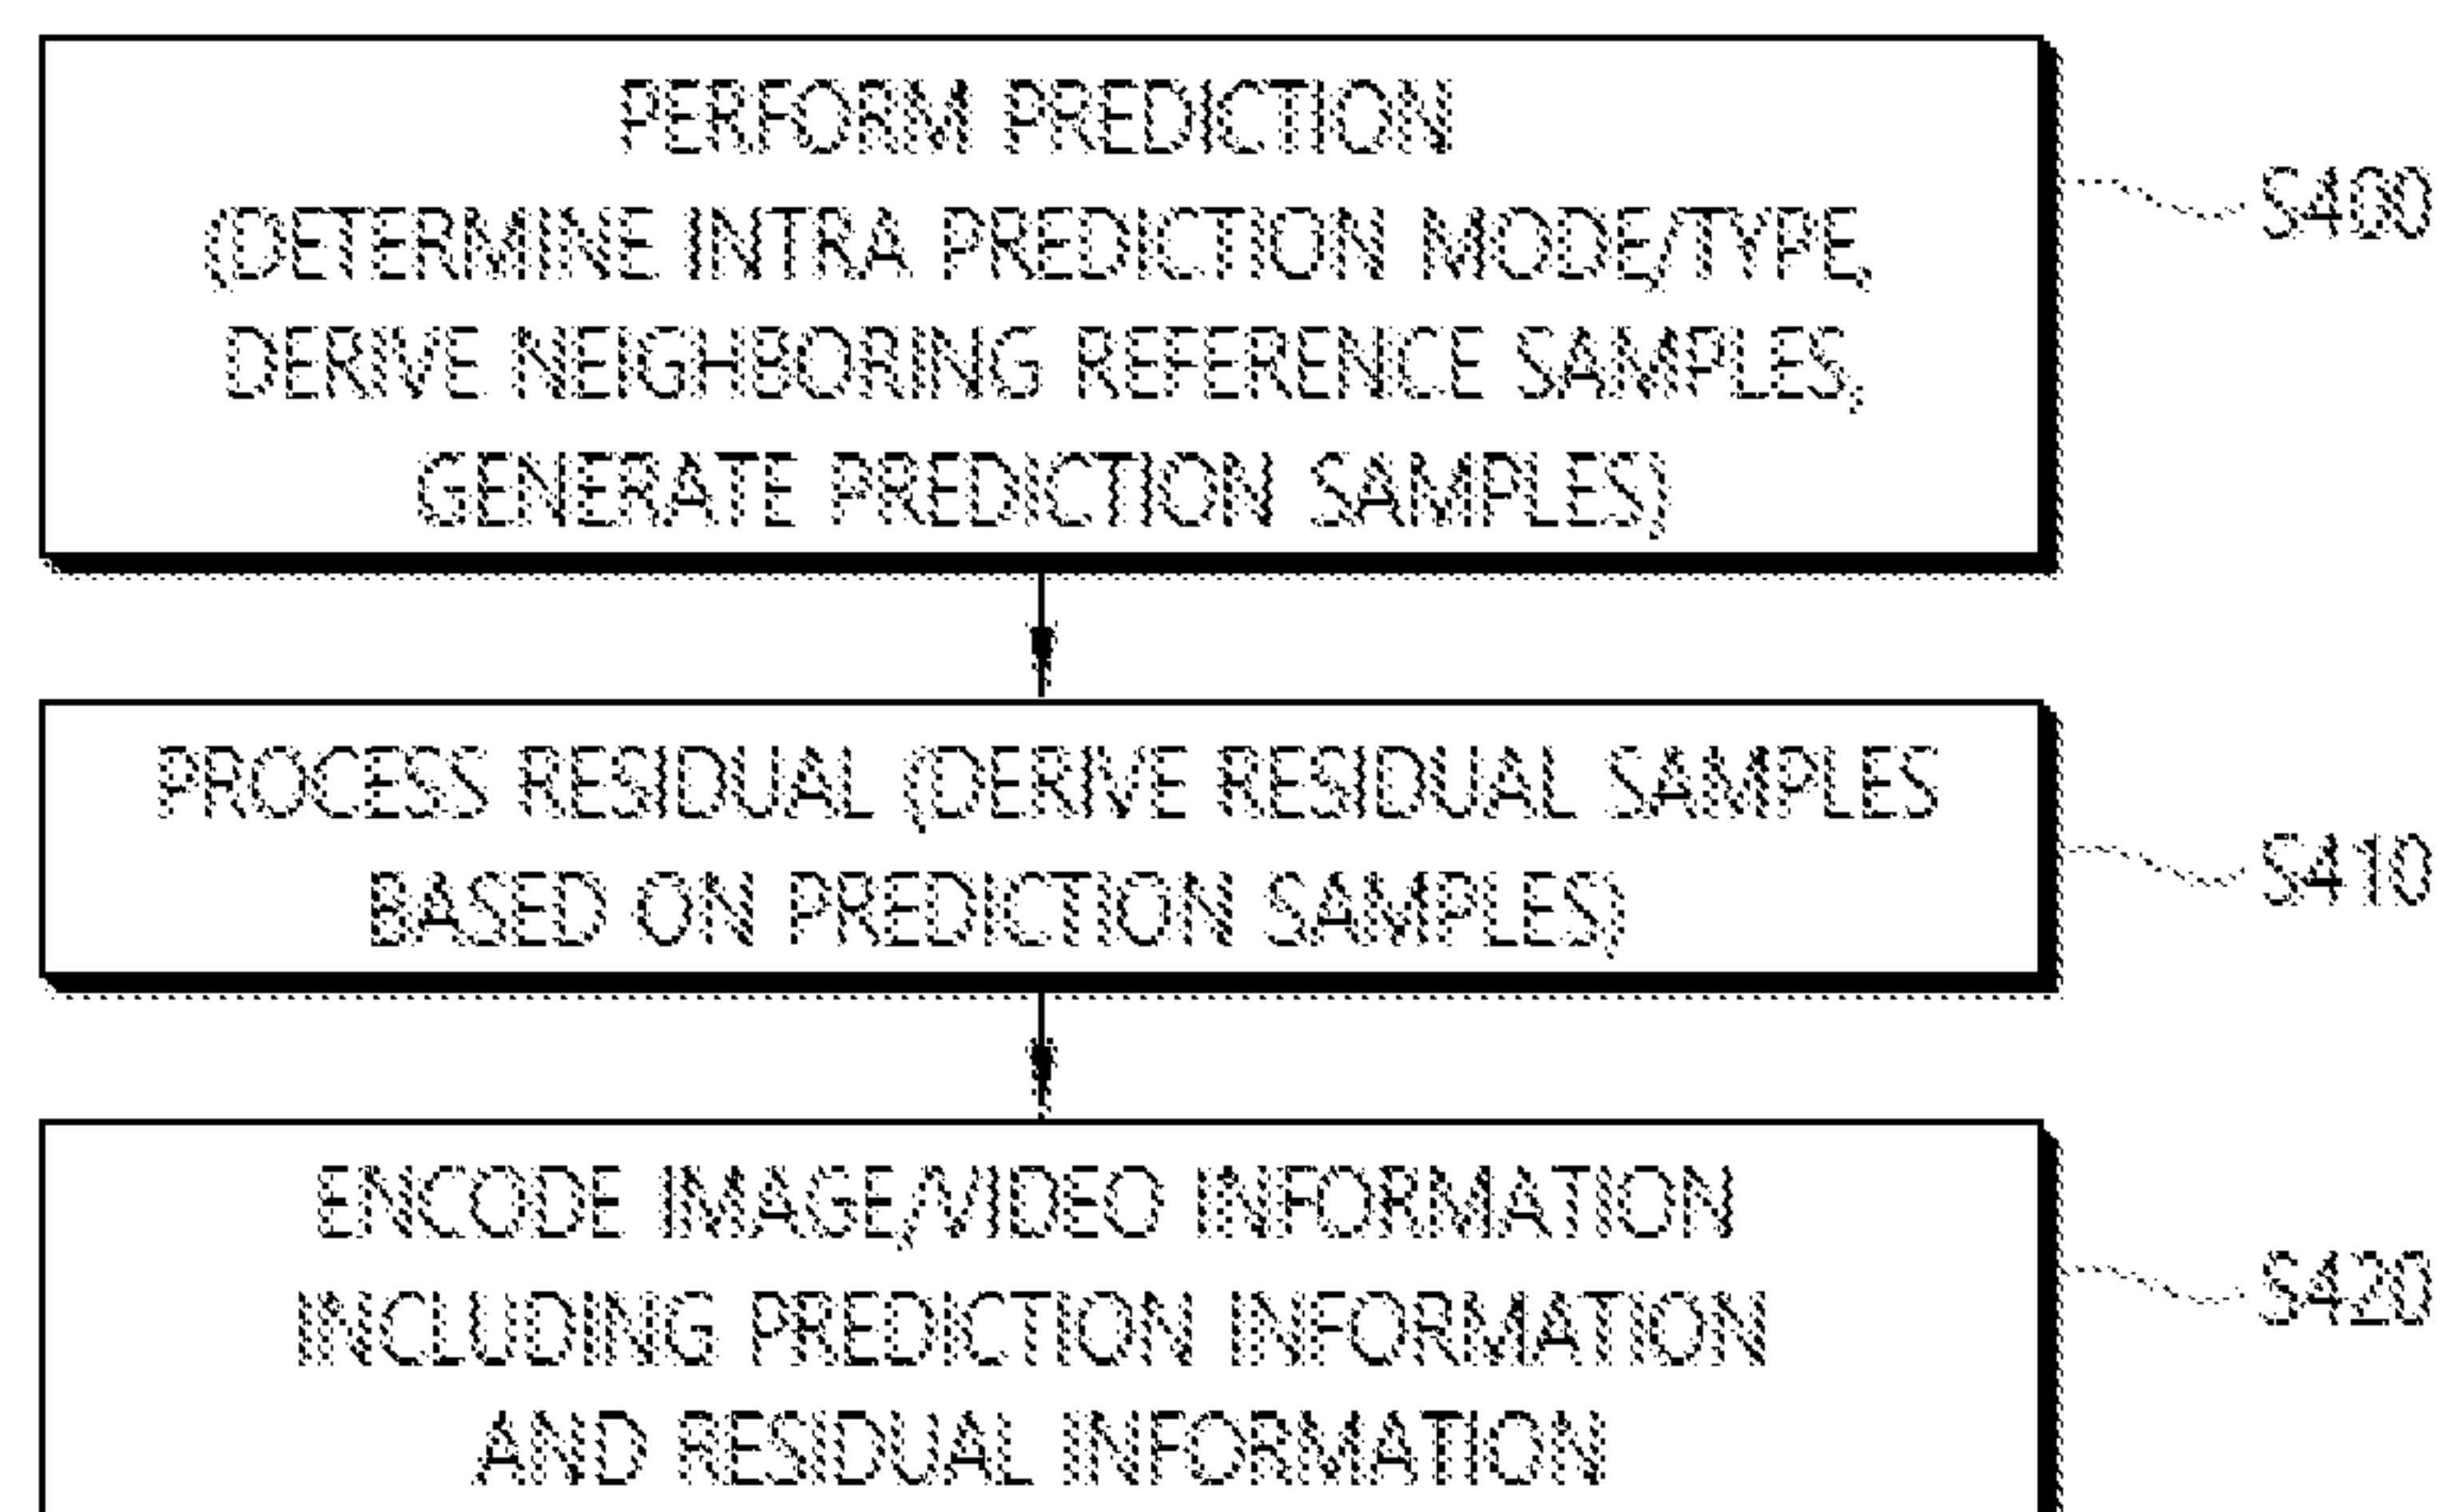 PERFORM PREDICTION
(DETERMINE INTRA PREDICTION MODE/TYPE,
DERIVE NEIGHBORING REFERENCE SAMPLES,
GENERATE PREDICTION SAMPLES)
S400
PROCESS RESIDUAL (DERIVE RESIDUAL SAMPLES
BASED ON PREDICTION SAMPLES)
S410
ENCODE IMAGE/VIDEO INFORMATION
INCLUDING PREDICTION INFORMATION
AND RESIDUAL INFORMATION
S420